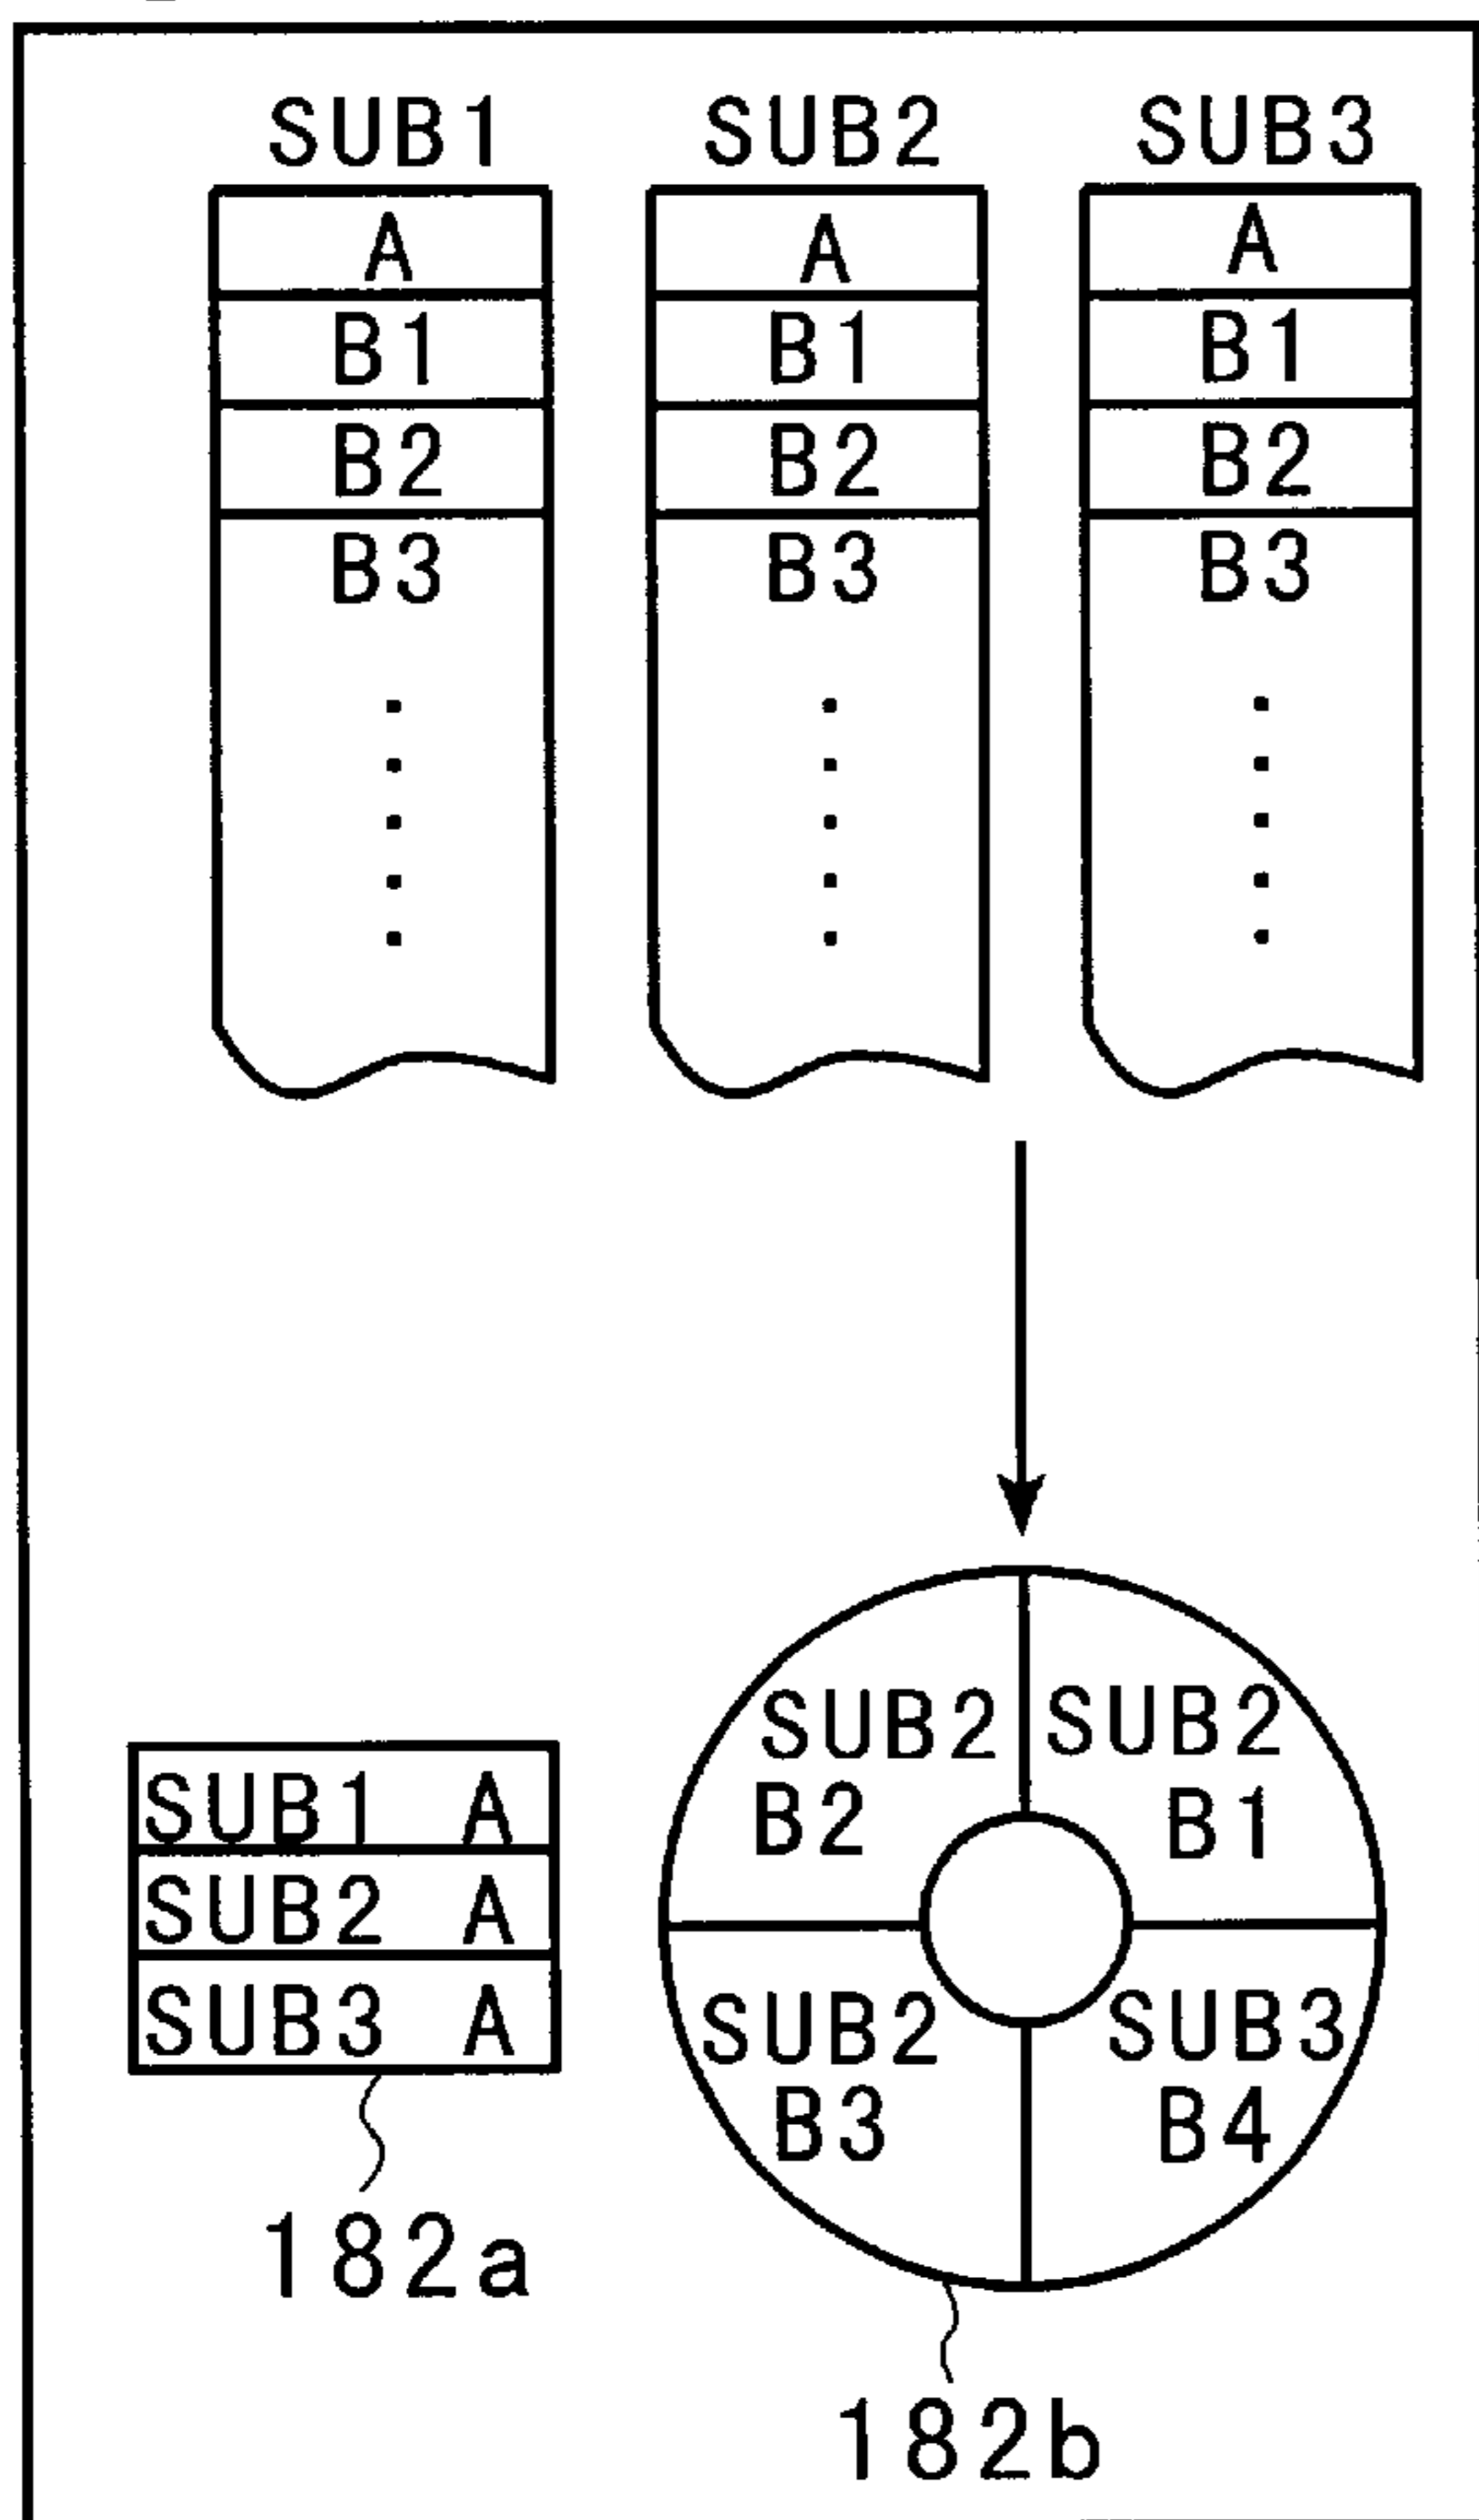 SUB1 SUB2 SUB3
A A A
B1 B1 B1
B2 B2 B2
B3 B3 B3
SUB2 SUB2
B2 B1
SUB1 A
SUB2 A
SUB3 A
SUB2 SUB3
B3 B4
182a
182b